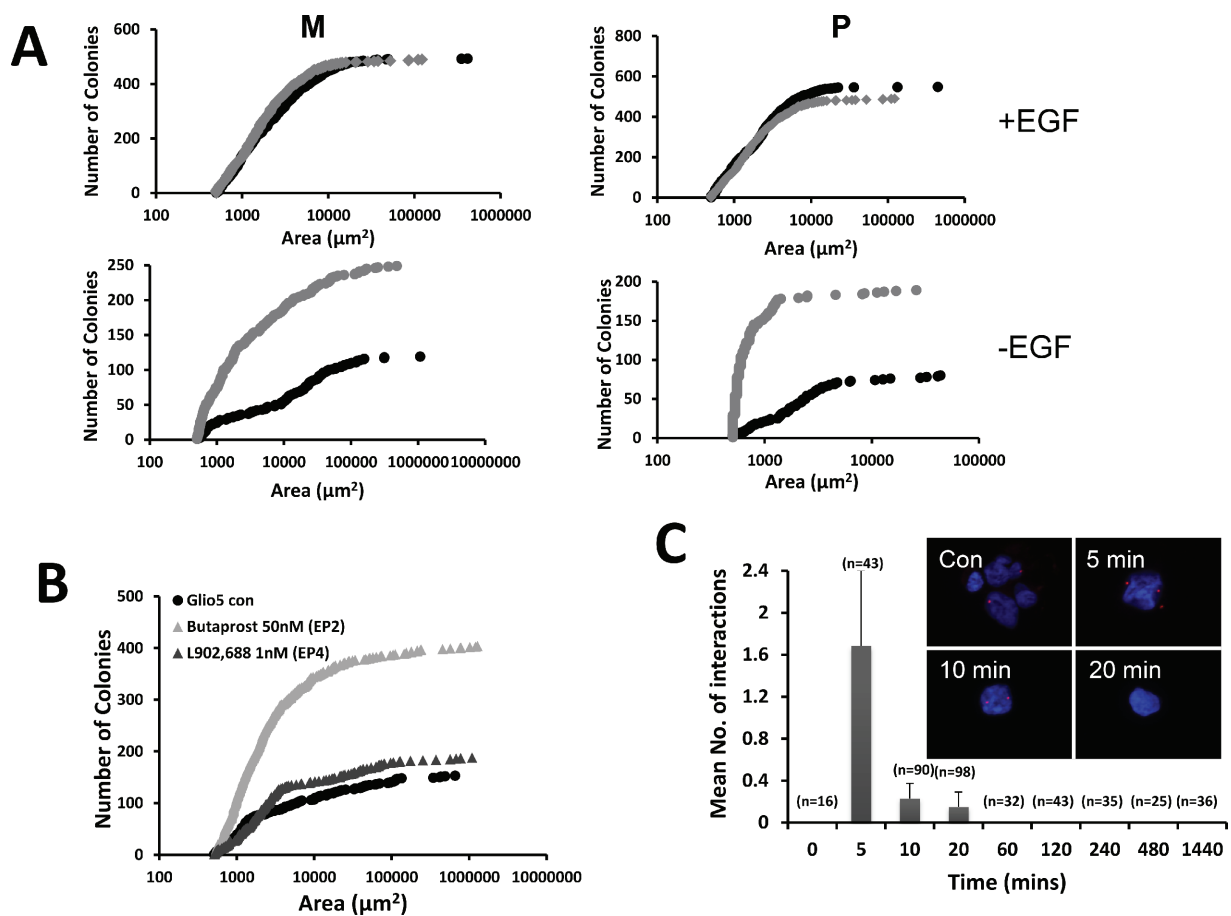 A
M
P
600
400
200
0
Number of Colonies
100
1000
10000
100000
1000000
Area (µm²)
800
600
400
200
0
Number of Colonies
100
1000
10000
100000
1000000
Area (µm²)
+EGF
250
200
150
100
50
0
Number of Colonies
100
1000
10000
100000
1000000
10000000
Area (µm²)
200
150
100
50
0
Number of Colonies
100
1000
10000
100000
Area (µm²)
-EGF
B
500
400
300
200
100
0
Number of Colonies
Glio5 con
Butaprost 50nM (EP2)
L902,688 1nM (EP4)
100
1000
10000
100000
1000000
10000000
Area (µm²)
C
2.4
2
1.6
1.2
0.8
0.4
0
Mean No. of interactions
(n=16)
(n=43)
(n=90)
(n=98)
(n=32)
(n=43)
(n=35)
(n=25)
(n=36)
Con
5 min
10 min
20 min
0
5
10
20
60
120
240
480
1440
Time (mins)